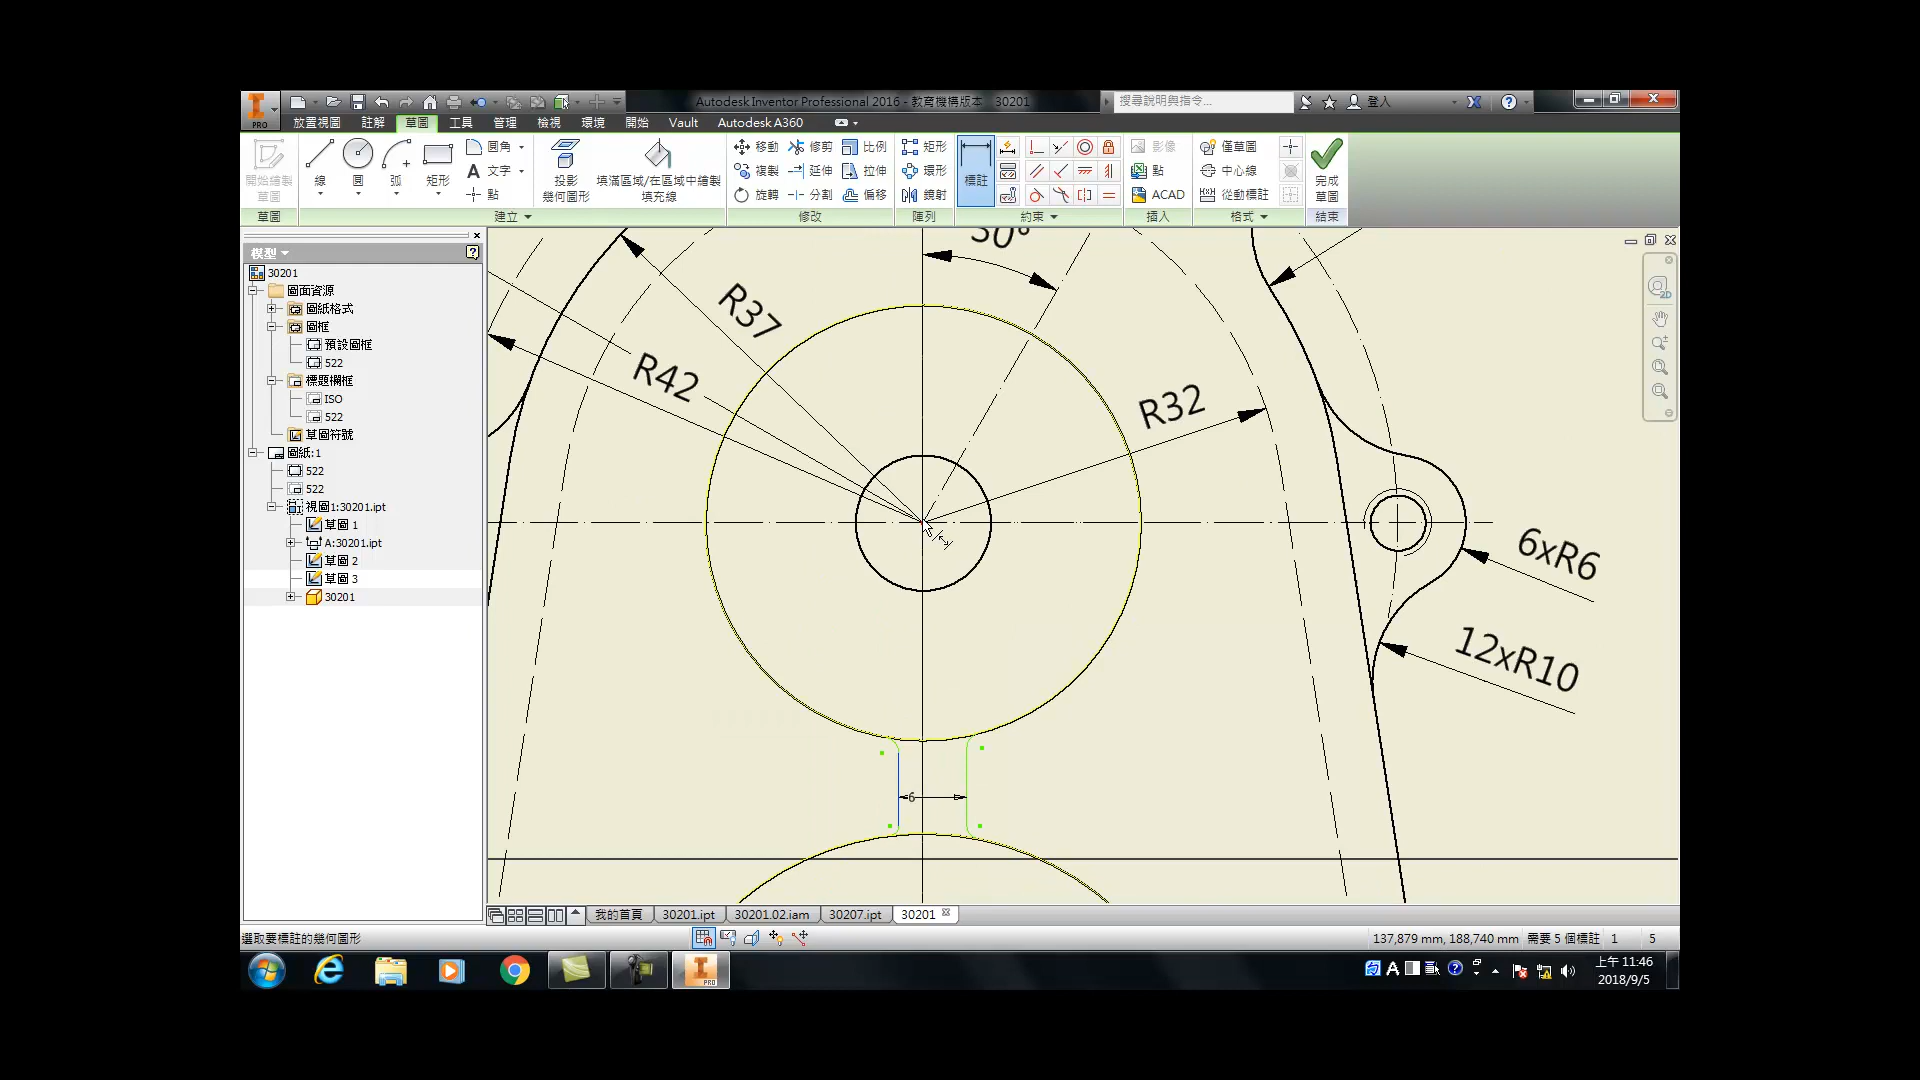 Autodesk Inventor Professional 2016 - 教育機構版本 30201
搜尋說明與指令...
登入
PRO
放置視圖 註解 草圖 工具 管理 檢視 環境 開始 Vault Autodesk A360
開始繪製
草圖
線
圓
弧
矩形
圓角
文字
點
投影
幾何圖形
填滿區域/在區域中繪製
填充線
移動 修剪 比例
複製 延伸 拉伸
旋轉 分割 偏移
矩形
環形
鏡射
標註
影像
點
ACAD
僅草圖
中心線
從動標註
完成
草圖
草圖 建立 修改 陣列 約束 插入 格式 結束
模型
30201
圖面資源
圖紙格式
圖框
預設圖框
522
標題欄框
ISO
522
草圖符號
圖紙:1
522
522
視圖1:30201.ipt
草圖 1
A:30201.ipt
草圖 2
草圖 3
30201
30°
R37
R42
R32
6xR6
12xR10
6
2D
我的首頁 30201.ipt 30201.02.iam 30207.ipt 30201
選取要標註的幾何圖形
137,879 mm, 188,740 mm 需要 5 個標註 1 5
PRO
A
上午 11:46
2018/9/5